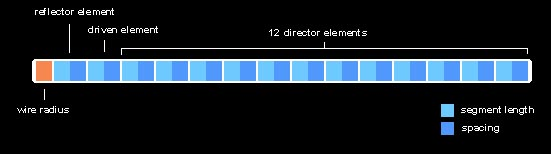 reflector element
driven element
12 director elements
wire radius
segment length
spacing